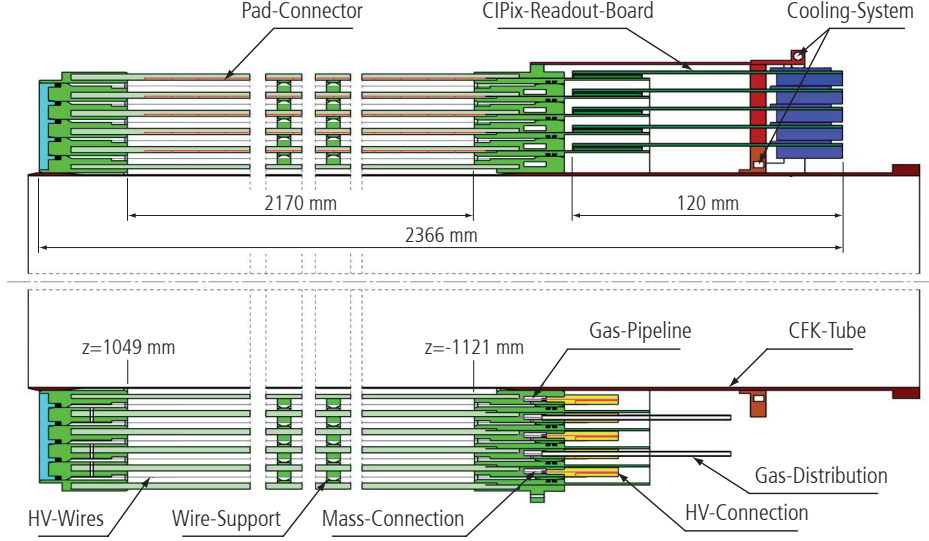 Pad-Connector
CIPix-Readout-Board
Cooling-System
2170 mm
120 mm
2366 mm
z=1049 mm
z=-1121 mm
Gas-Pipeline
CFK-Tube
Gas-Distribution
HV-Wires
Wire-Support
Mass-Connection
HV-Connection